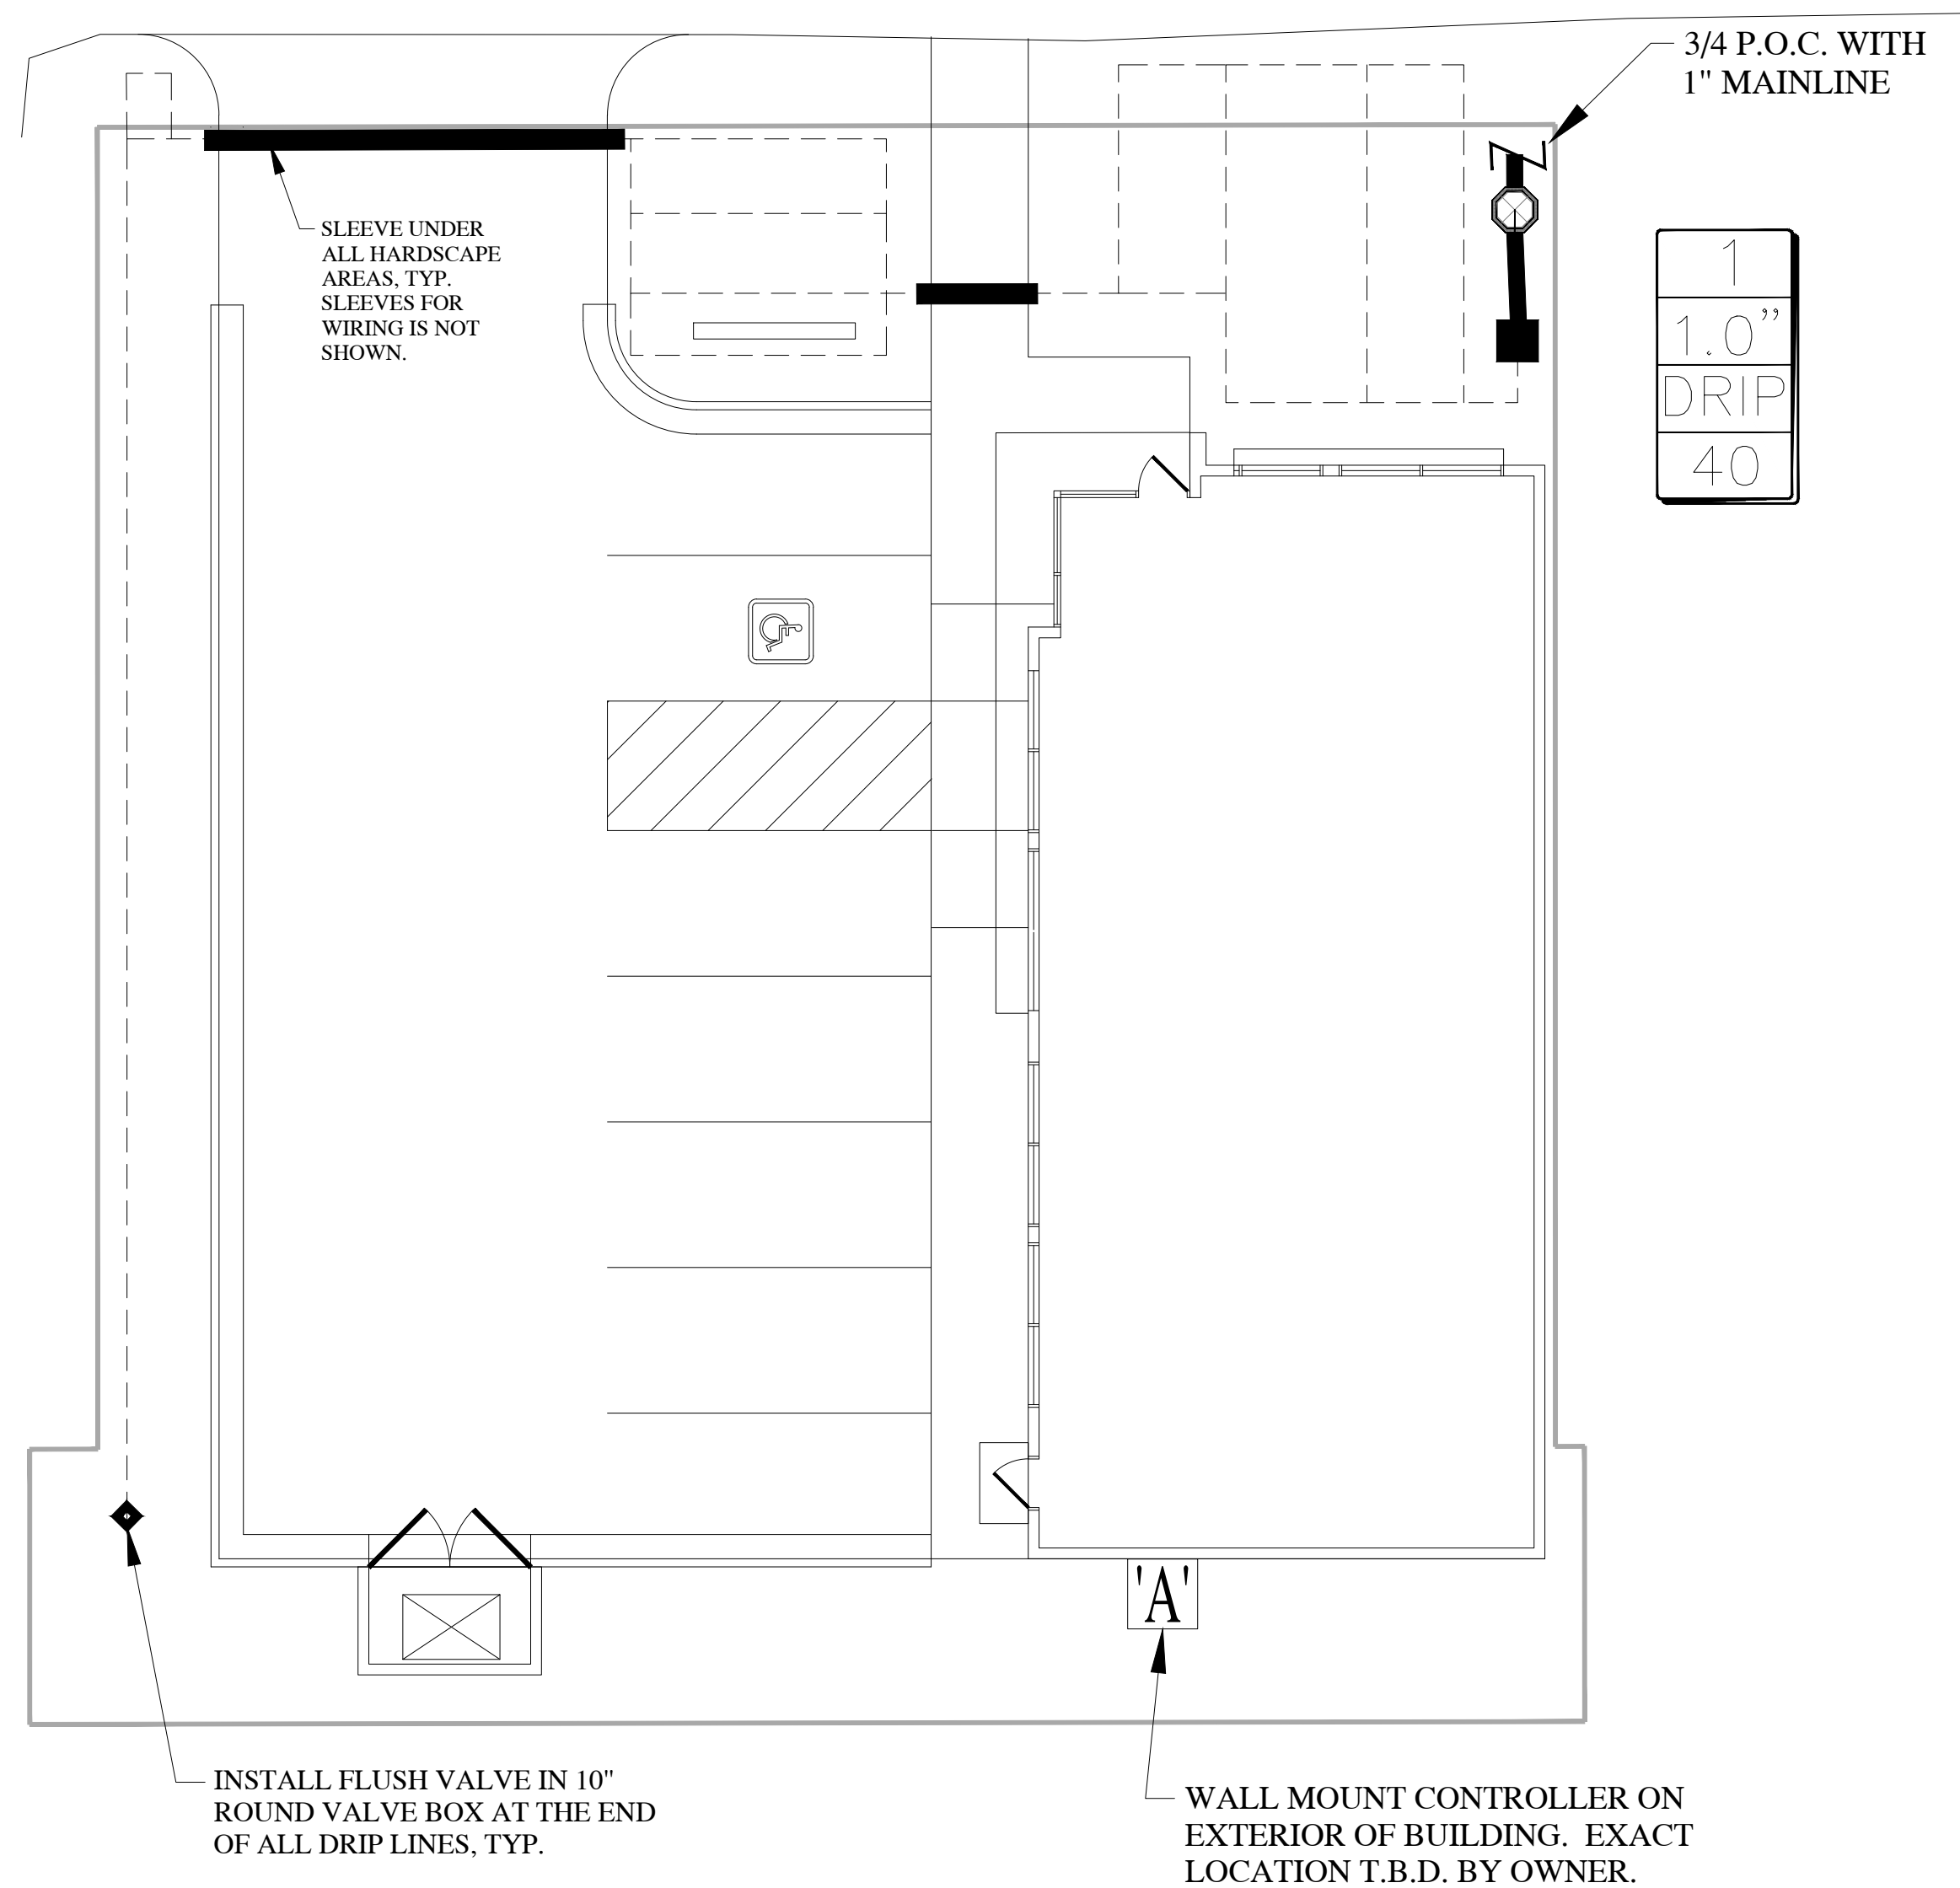 3/4 P.O.C. WITH
1" MAINLINE
SLEEVE UNDER
ALL HARDSCAPE
AREAS, TYP.
SLEEVES FOR
WIRING IS NOT
SHOWN.
1
1.0”
DRIP
40
'A'
INSTALL FLUSH VALVE IN 10"
ROUND VALVE BOX AT THE END
OF ALL DRIP LINES, TYP.
WALL MOUNT CONTROLLER ON
EXTERIOR OF BUILDING.  EXACT
LOCATION T.B.D. BY OWNER.